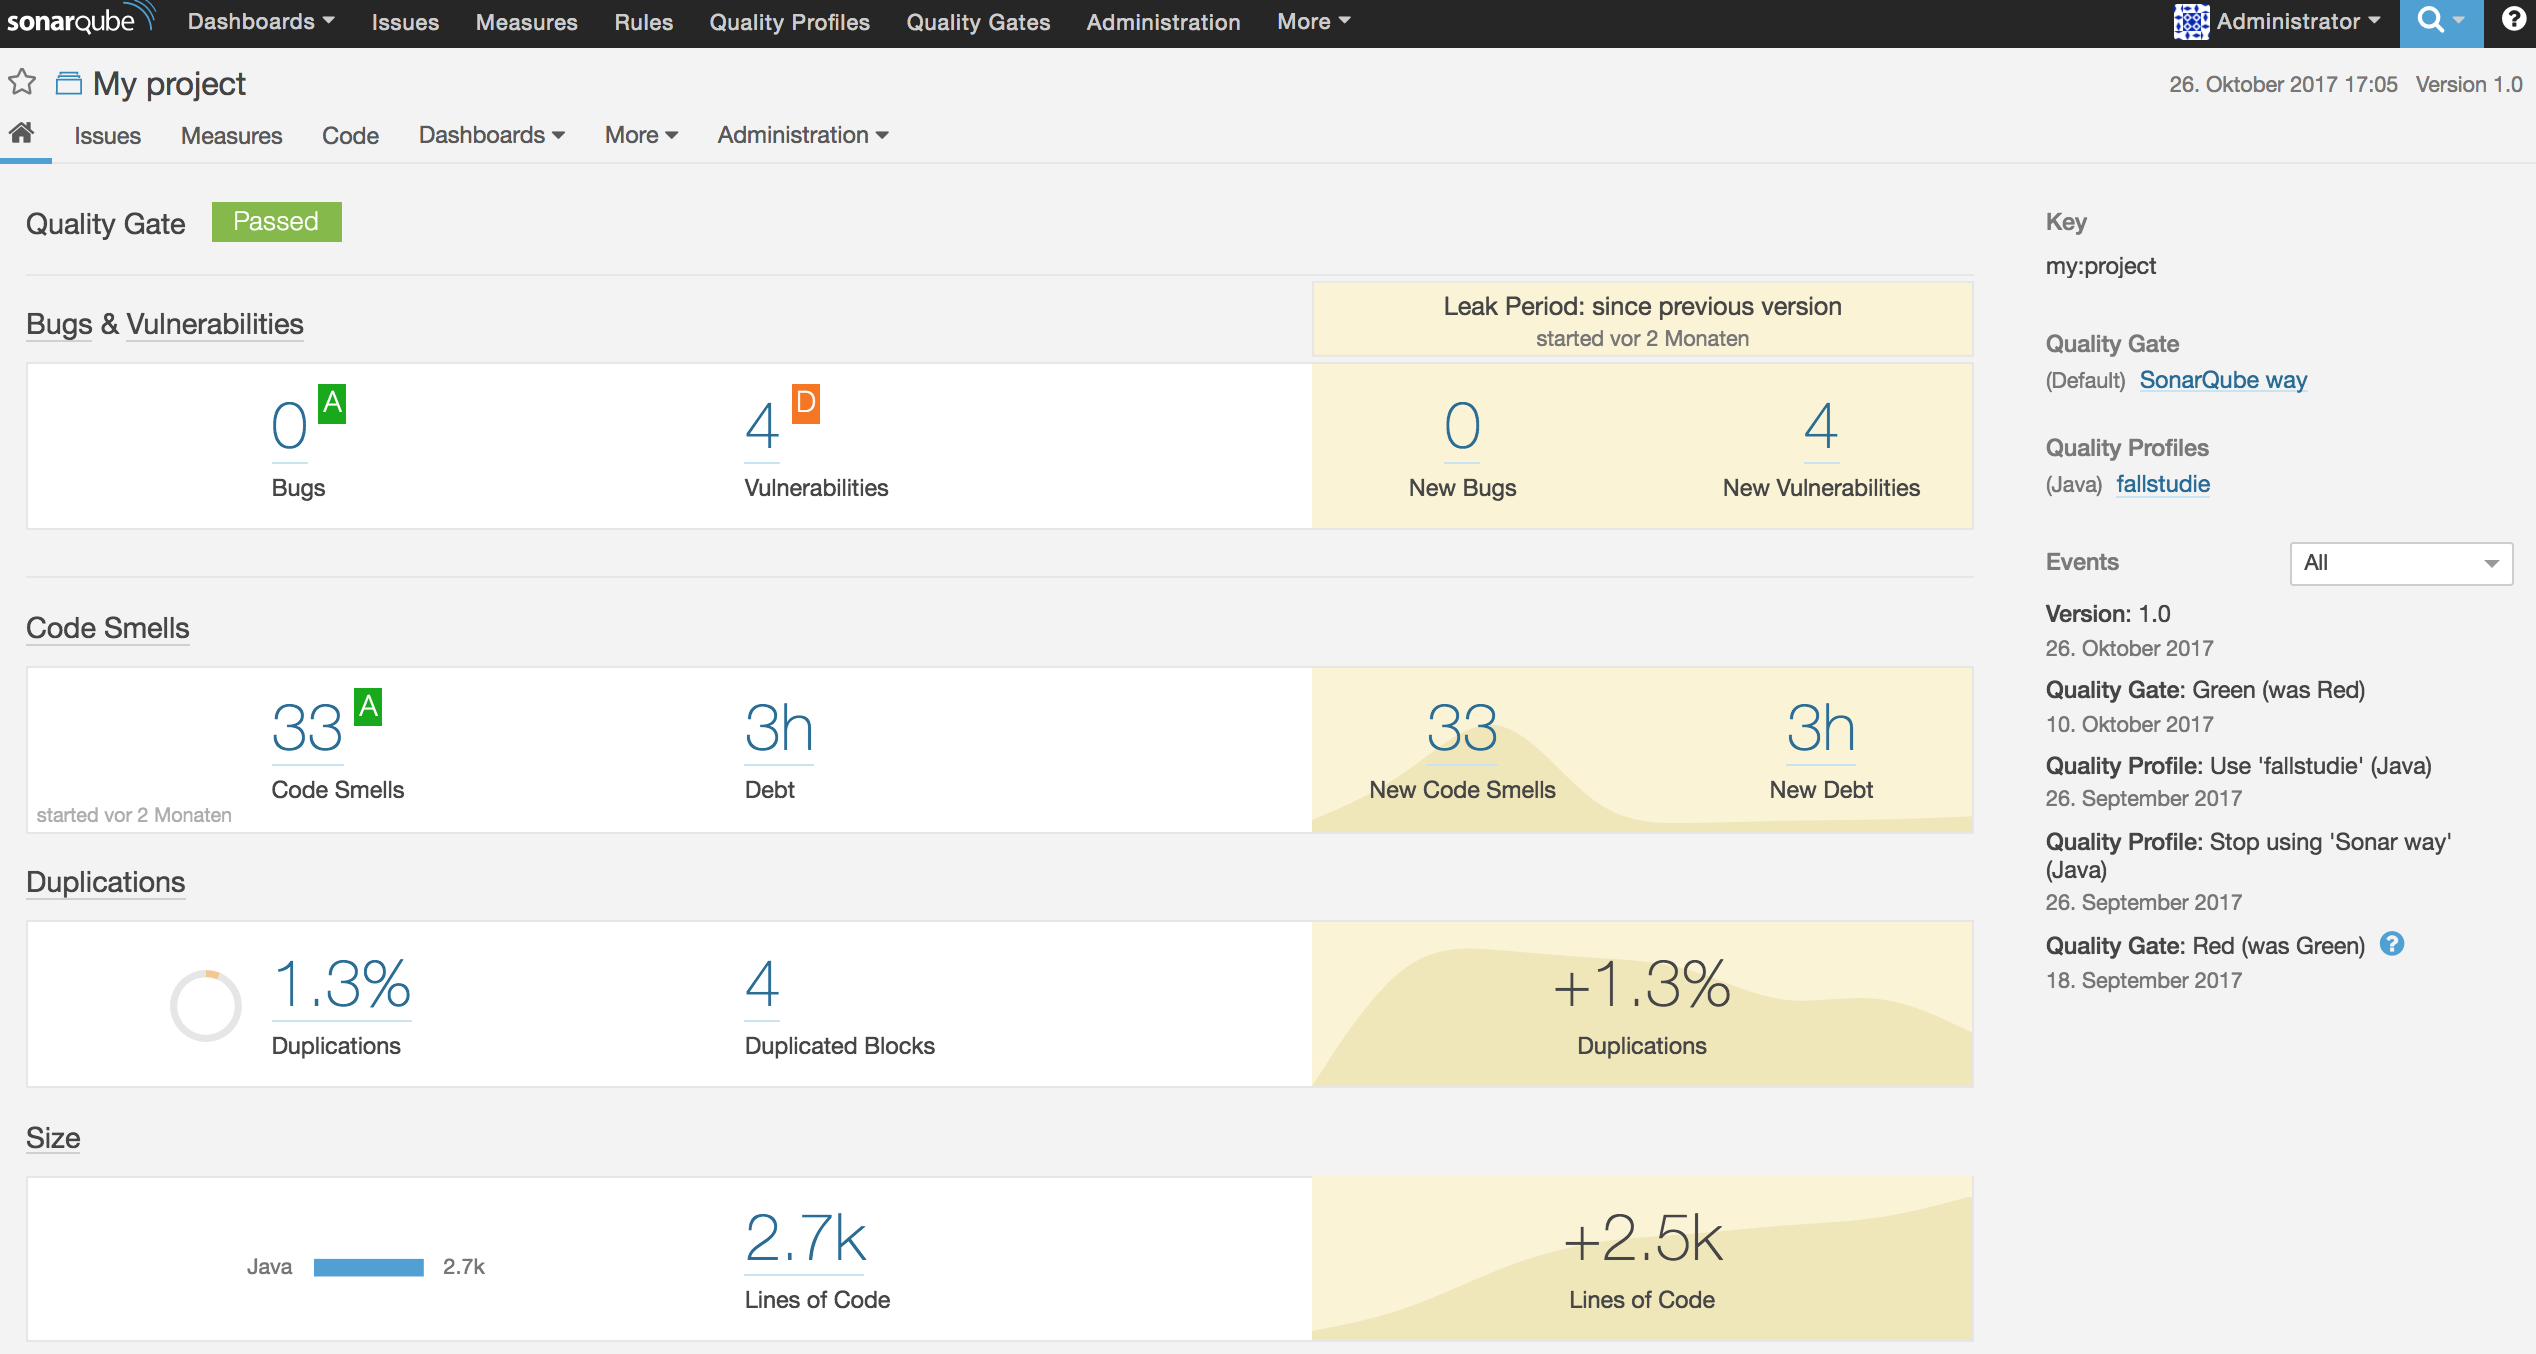 sonarqube Dashboards Issues Measures Rules Quality Profiles Quality Gates Administration More Administrator
My project
26. Oktober 2017 17:05 Version 1.0
Issues Measures Code Dashboards More Administration
Quality Gate Passed
Bugs & Vulnerabilities
Leak Period: since previous version
started vor 2 Monaten
0 A 4 D 0 4
Bugs Vulnerabilities New Bugs New Vulnerabilities
Code Smells
33 A 3h 33 3h
Code Smells Debt New Code Smells New Debt
started vor 2 Monaten
Duplications
1.3% 4 +1.3%
Duplications Duplicated Blocks Duplications
Size
Java 2.7k 2.7k +2.5k
Lines of Code Lines of Code
Key
my:project
Quality Gate
(Default) SonarQube way
Quality Profiles
(Java) fallstudie
Events All
Version: 1.0
26. Oktober 2017
Quality Gate: Green (was Red)
10. Oktober 2017
Quality Profile: Use 'fallstudie' (Java)
26. September 2017
Quality Profile: Stop using 'Sonar way'
(Java)
26. September 2017
Quality Gate: Red (was Green) ?
18. September 2017